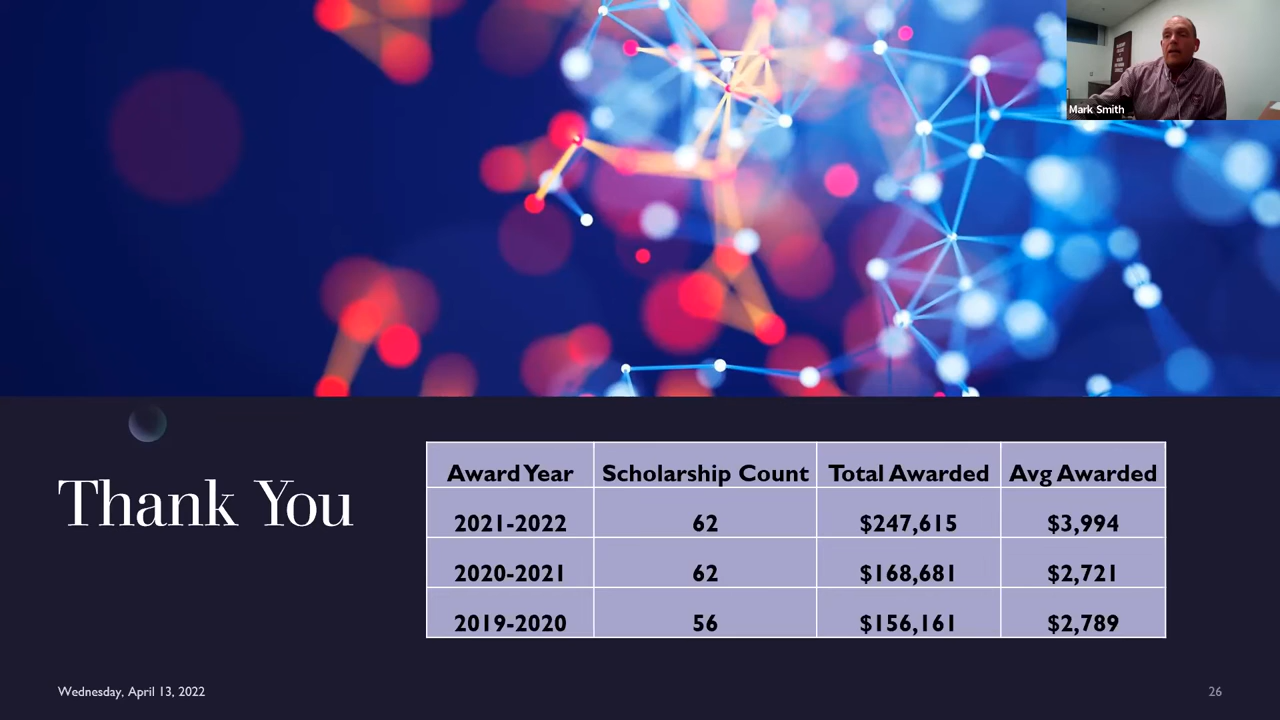 Mark Smith
Thank You
Award Year Scholarship Count Total Awarded Avg Awarded
2021-2022 62 $247,615 $3,994
2020-2021 62 $168,681 $2,721
2019-2020 56 $156,161 $2,789
Wednesday, April 13, 2022
26